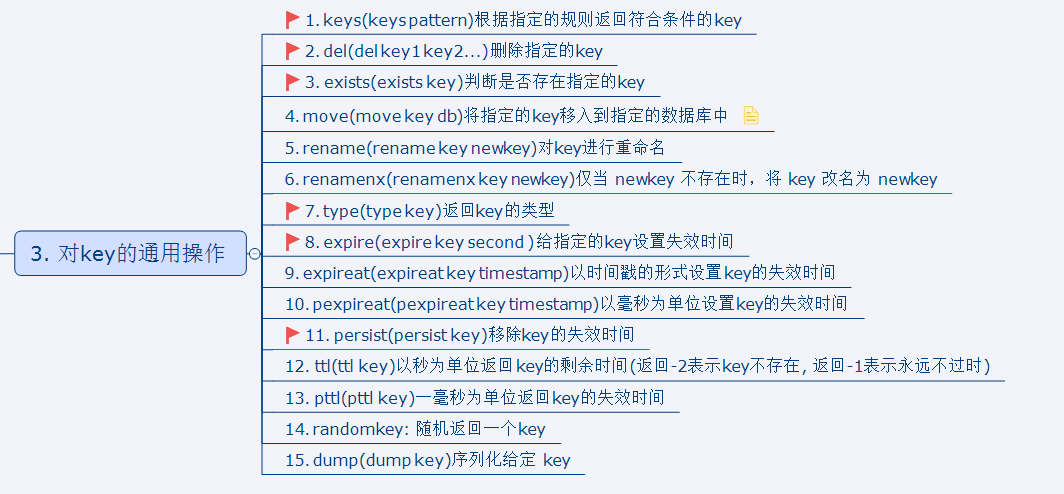 1. keys(keys pattern)根据指定的规则返回符合条件的key
2. del(del key1 key2...)删除指定的key
3. exists(exists key)判断是否存在指定的key
4. move(move key db)将指定的key移入到指定的数据库中
5. rename(rename key newkey)对key进行重命名
6. renamenx(renamenx key newkey)仅当 newkey 不存在时，将 key 改名为 newkey
7. type(type key)返回key的类型
8. expire(expire key second )给指定的key设置失效时间
3. 对key的通用操作
9. expireat(expireat key timestamp)以时间戳的形式设置key的失效时间
10. pexpireat(pexpireat key timestamp)以毫秒为单位设置key的失效时间
11. persist(persist key)移除key的失效时间
12. ttl(ttl key)以秒为单位返回key的剩余时间(返回-2表示key不存在, 返回-1表示永远不过时)
13. pttl(pttl key)一毫秒为单位返回key的失效时间
14. randomkey: 随机返回一个key
15. dump(dump key)序列化给定 key